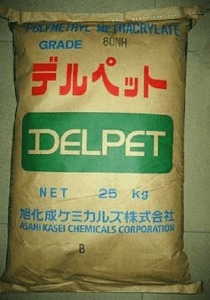 POLYMETHYL METHACRYLATE
GRADE 80NH
デルペット
DELPET
NET 25 kg
旭化成ケミカルズ株式会社
ASAHI KASEI CHEMICALS CORPORATION
B